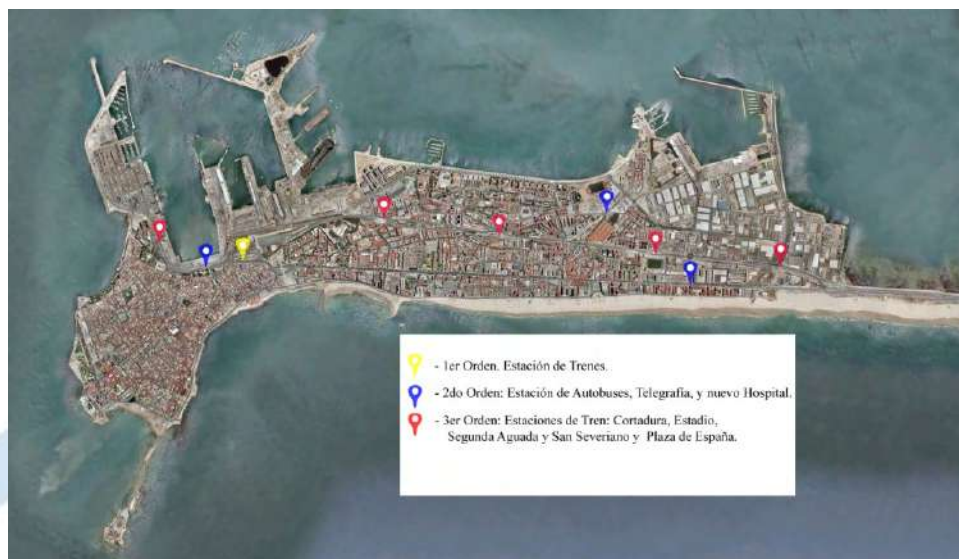 - 1er Orden. Estación de Trenes.
- 2do Orden: Estación de Autobuses, Telegrafía, y nuevo Hospital.
- 3er Orden: Estaciones de Tren: Cortadura, Estadio,
Segunda Aguada y San Severiano y Plaza de España.